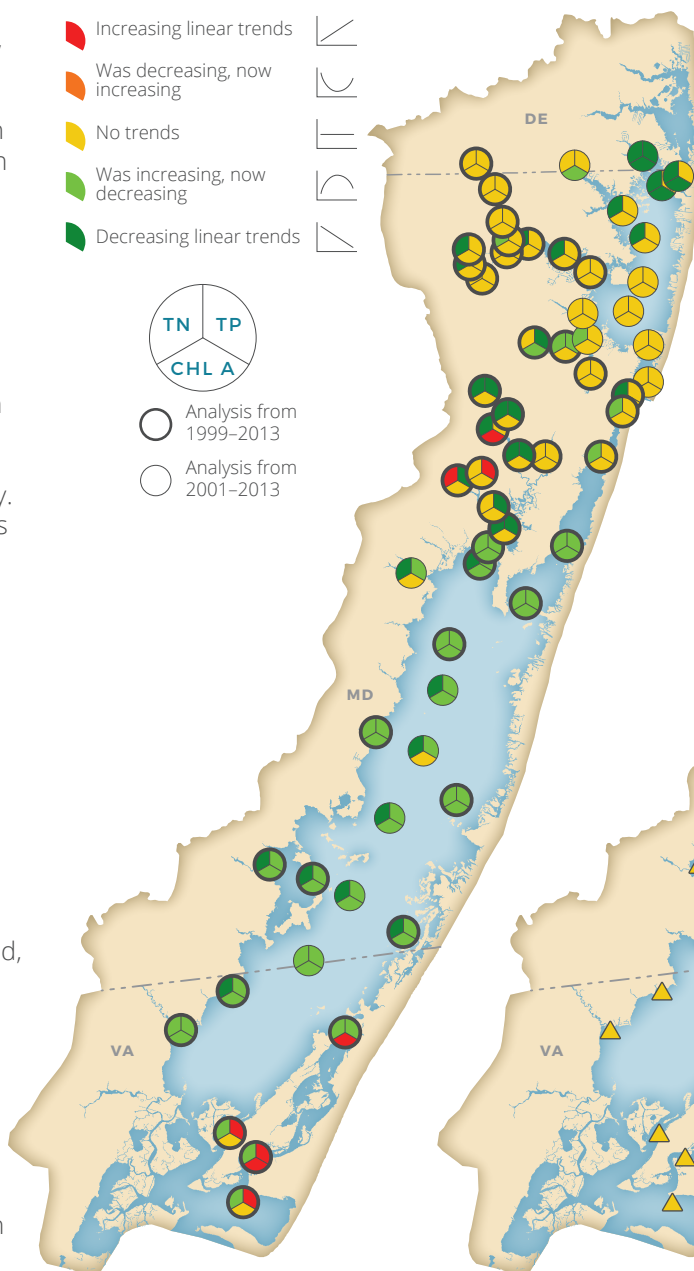 Increasing linear trends
Was decreasing, now
increasing
No trends
Was increasing, now
decreasing
Decreasing linear trends
TN TP
CHL A
Analysis from
1999–2013
Analysis from
2001–2013
y.
s
d,
DE
MD
VA
VA